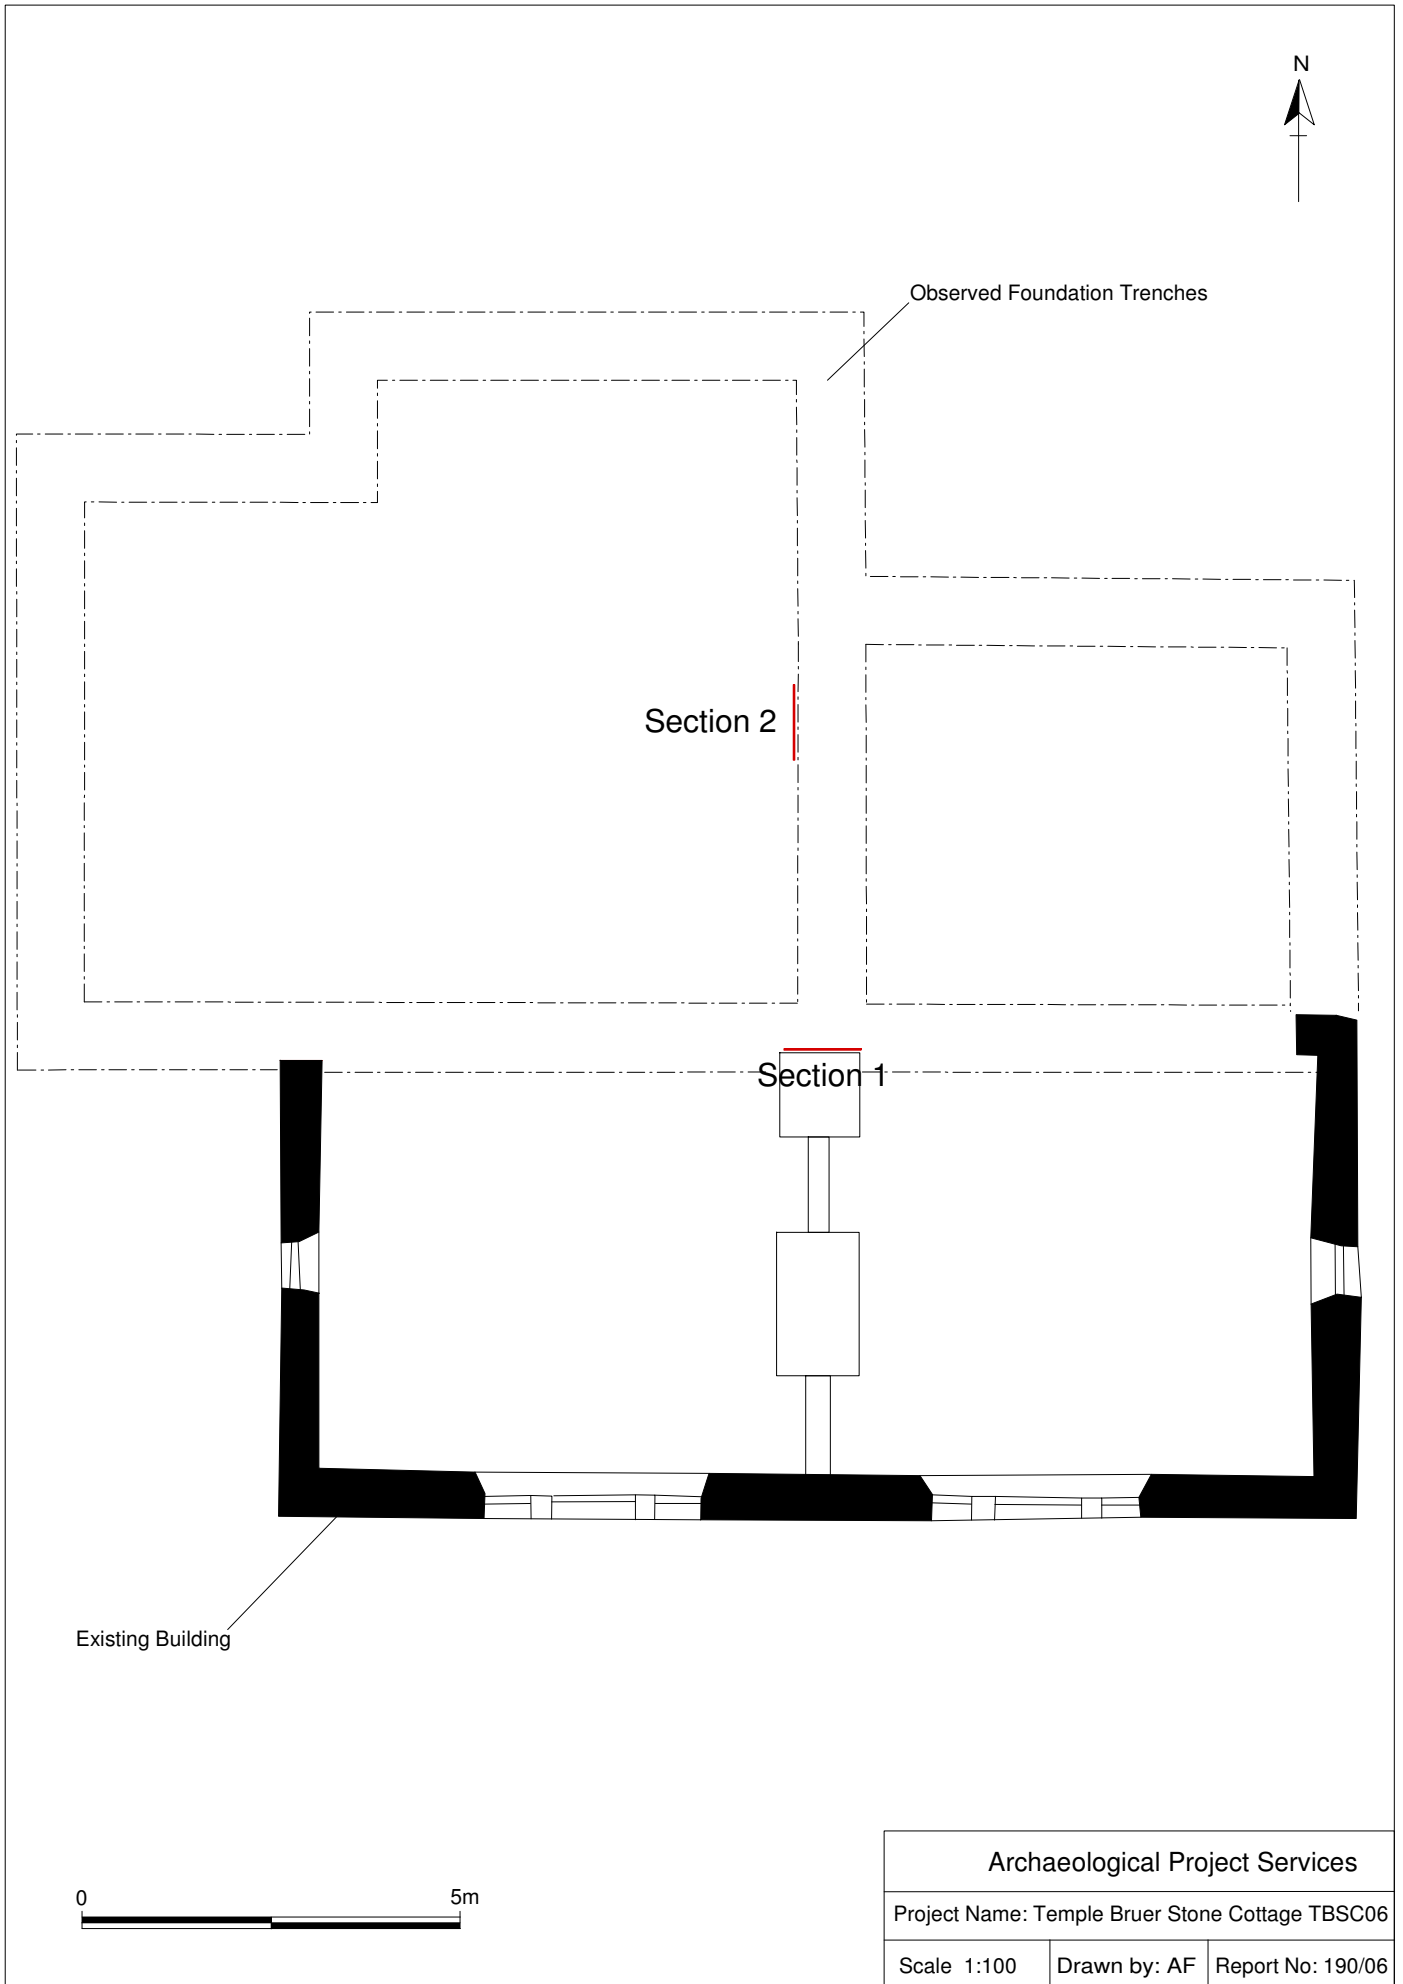 N
Observed Foundation Trenches
Section 2
Section 1
Existing Building
0 5m
Archaeological Project Services
Project Name: Temple Bruer Stone Cottage TBSC06
Scale 1:100 Drawn by: AF Report No: 190/06